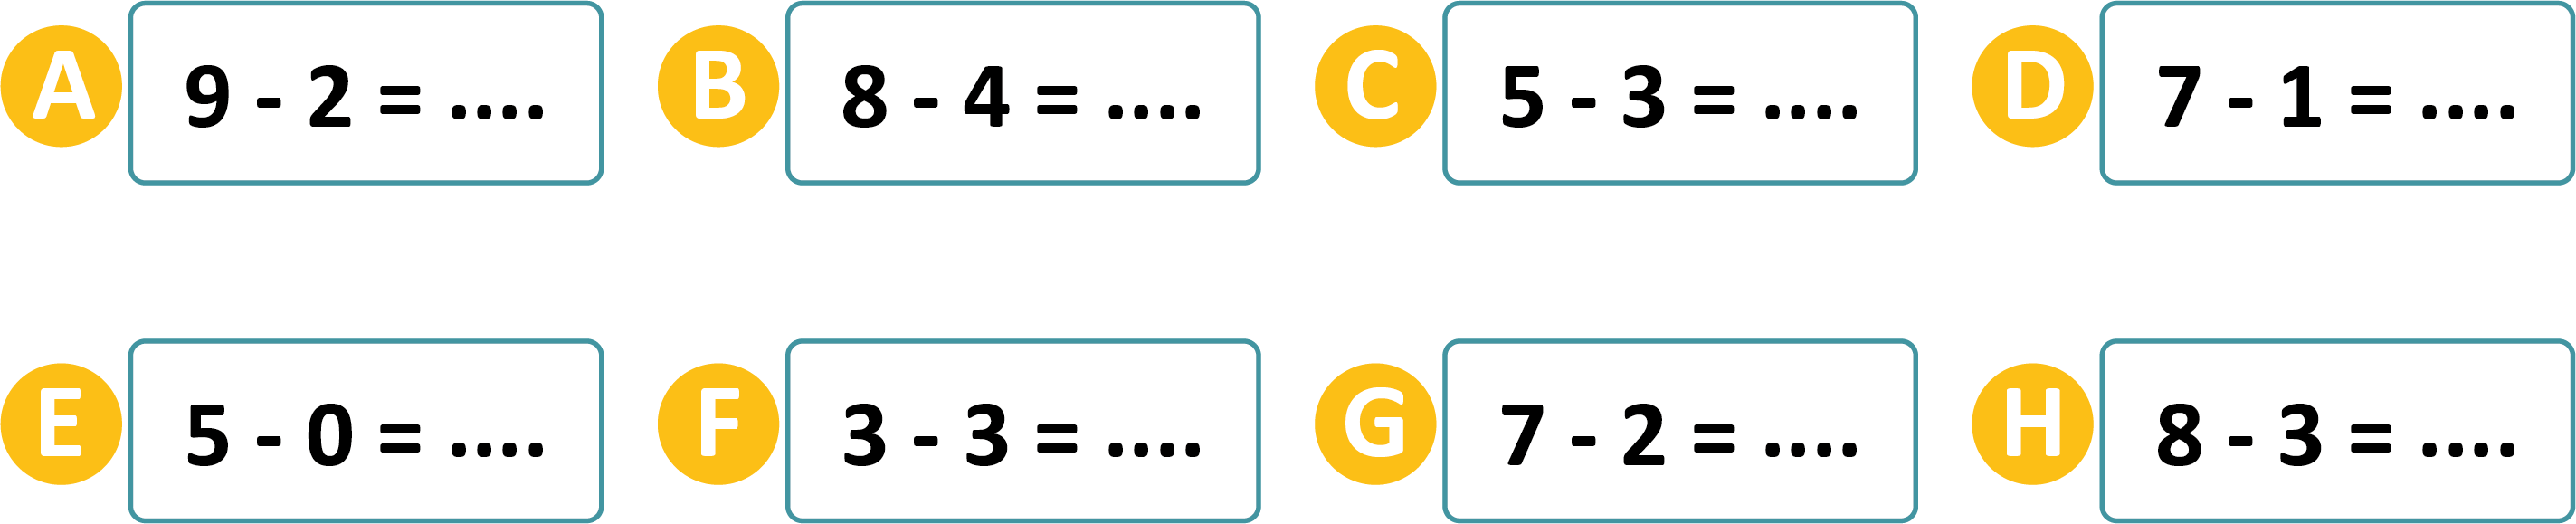 A 9 - 2 = .... B 8 - 4 = .... C 5 - 3 = .... D 7 - 1 = ....
E 5 - 0 = .... F 3 - 3 = .... G 7 - 2 = .... H 8 - 3 = ....